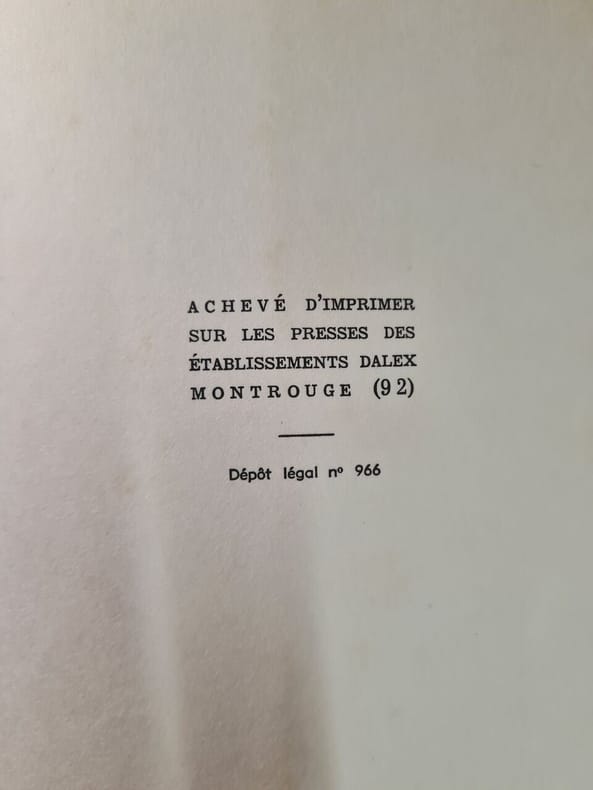 ACHEVÉ D'IMPRIMER
SUR LES PRESSES DES
ÉTABLISSEMENTS DALEX
MONTROUGE (92)
Dépôt légal nº 966